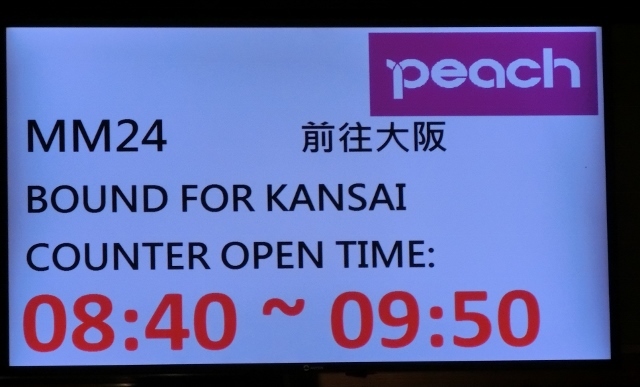 peach
MM24 前往大阪
BOUND FOR KANSAI
COUNTER OPEN TIME:
08:40 ~ 09:50